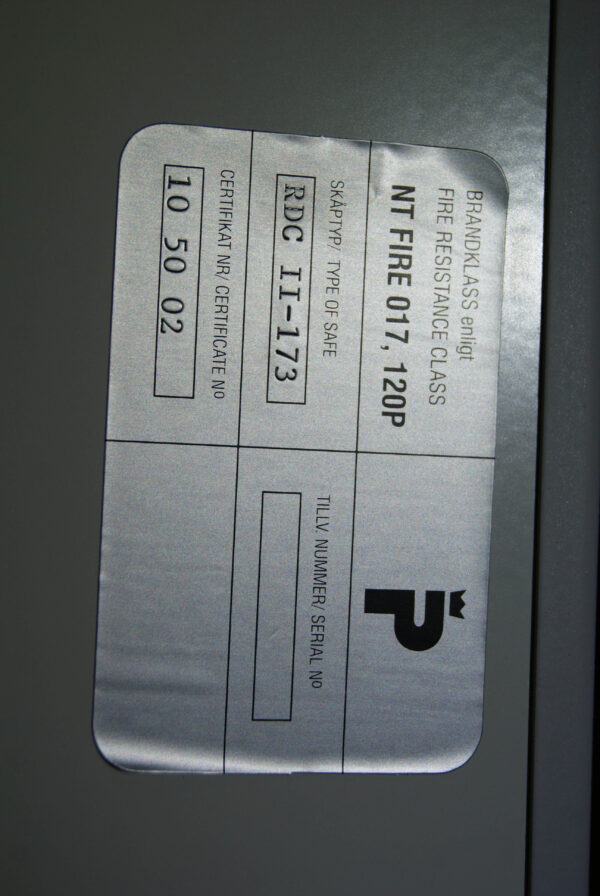 BRANDKLASS enligt
FIRE RESISTANCE CLASS
NT FIRE 017, 120P
P
SKÅPTYP/ TYPE OF SAFE
RDC II-173
TILLV. NUMMER/ SERIAL NO
CERTIFIKAT NR/ CERTIFICATE NO
10 50 02